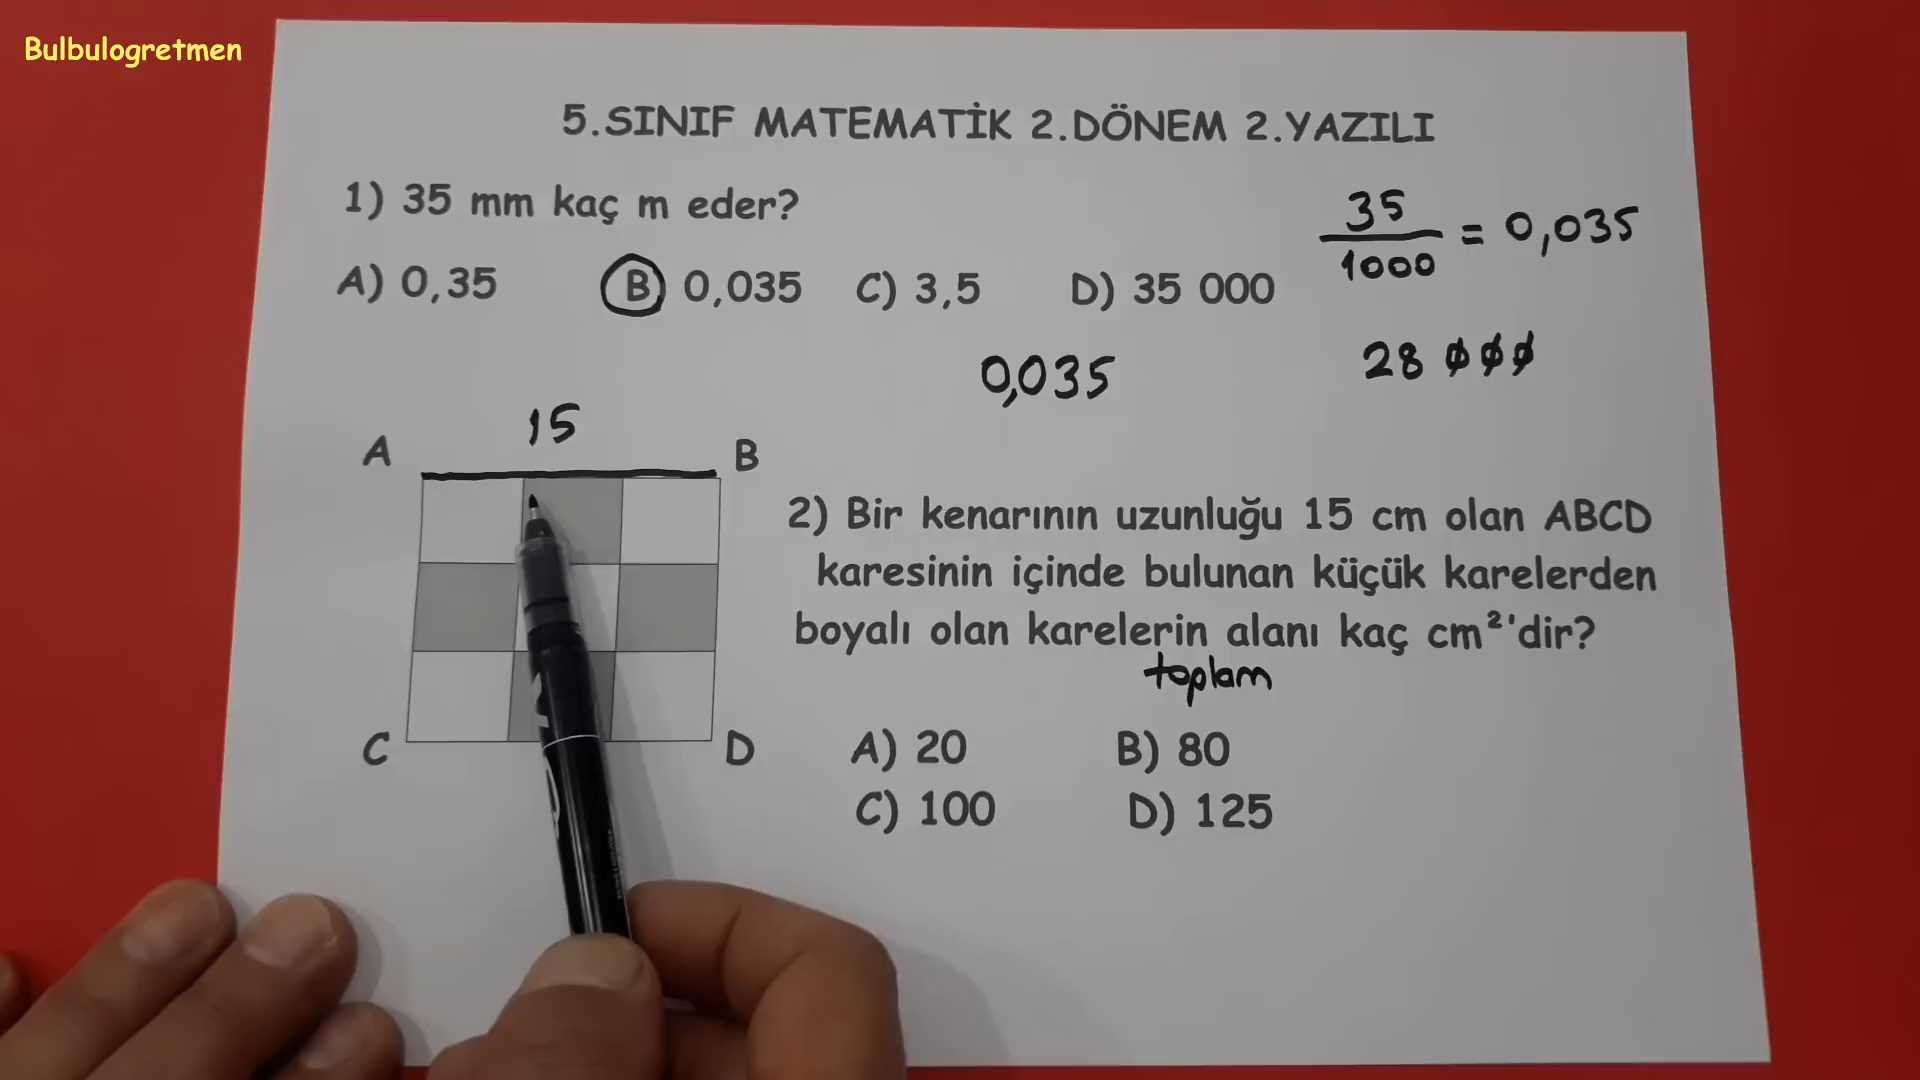 Bulbulogretmen
5.SINIF MATEMATİK 2.DÖNEM 2.YAZILI
1) 35 mm kaç m eder?
35/1000 = 0,035
A) 0,35 B) 0,035 C) 3,5 D) 35 000
0,035
28 000
15
A B
2) Bir kenarının uzunluğu 15 cm olan ABCD
karesinin içinde bulunan küçük karelerden
boyalı olan karelerin alanı kaç cm²'dir?
toplam
C D
A) 20 B) 80
C) 100 D) 125